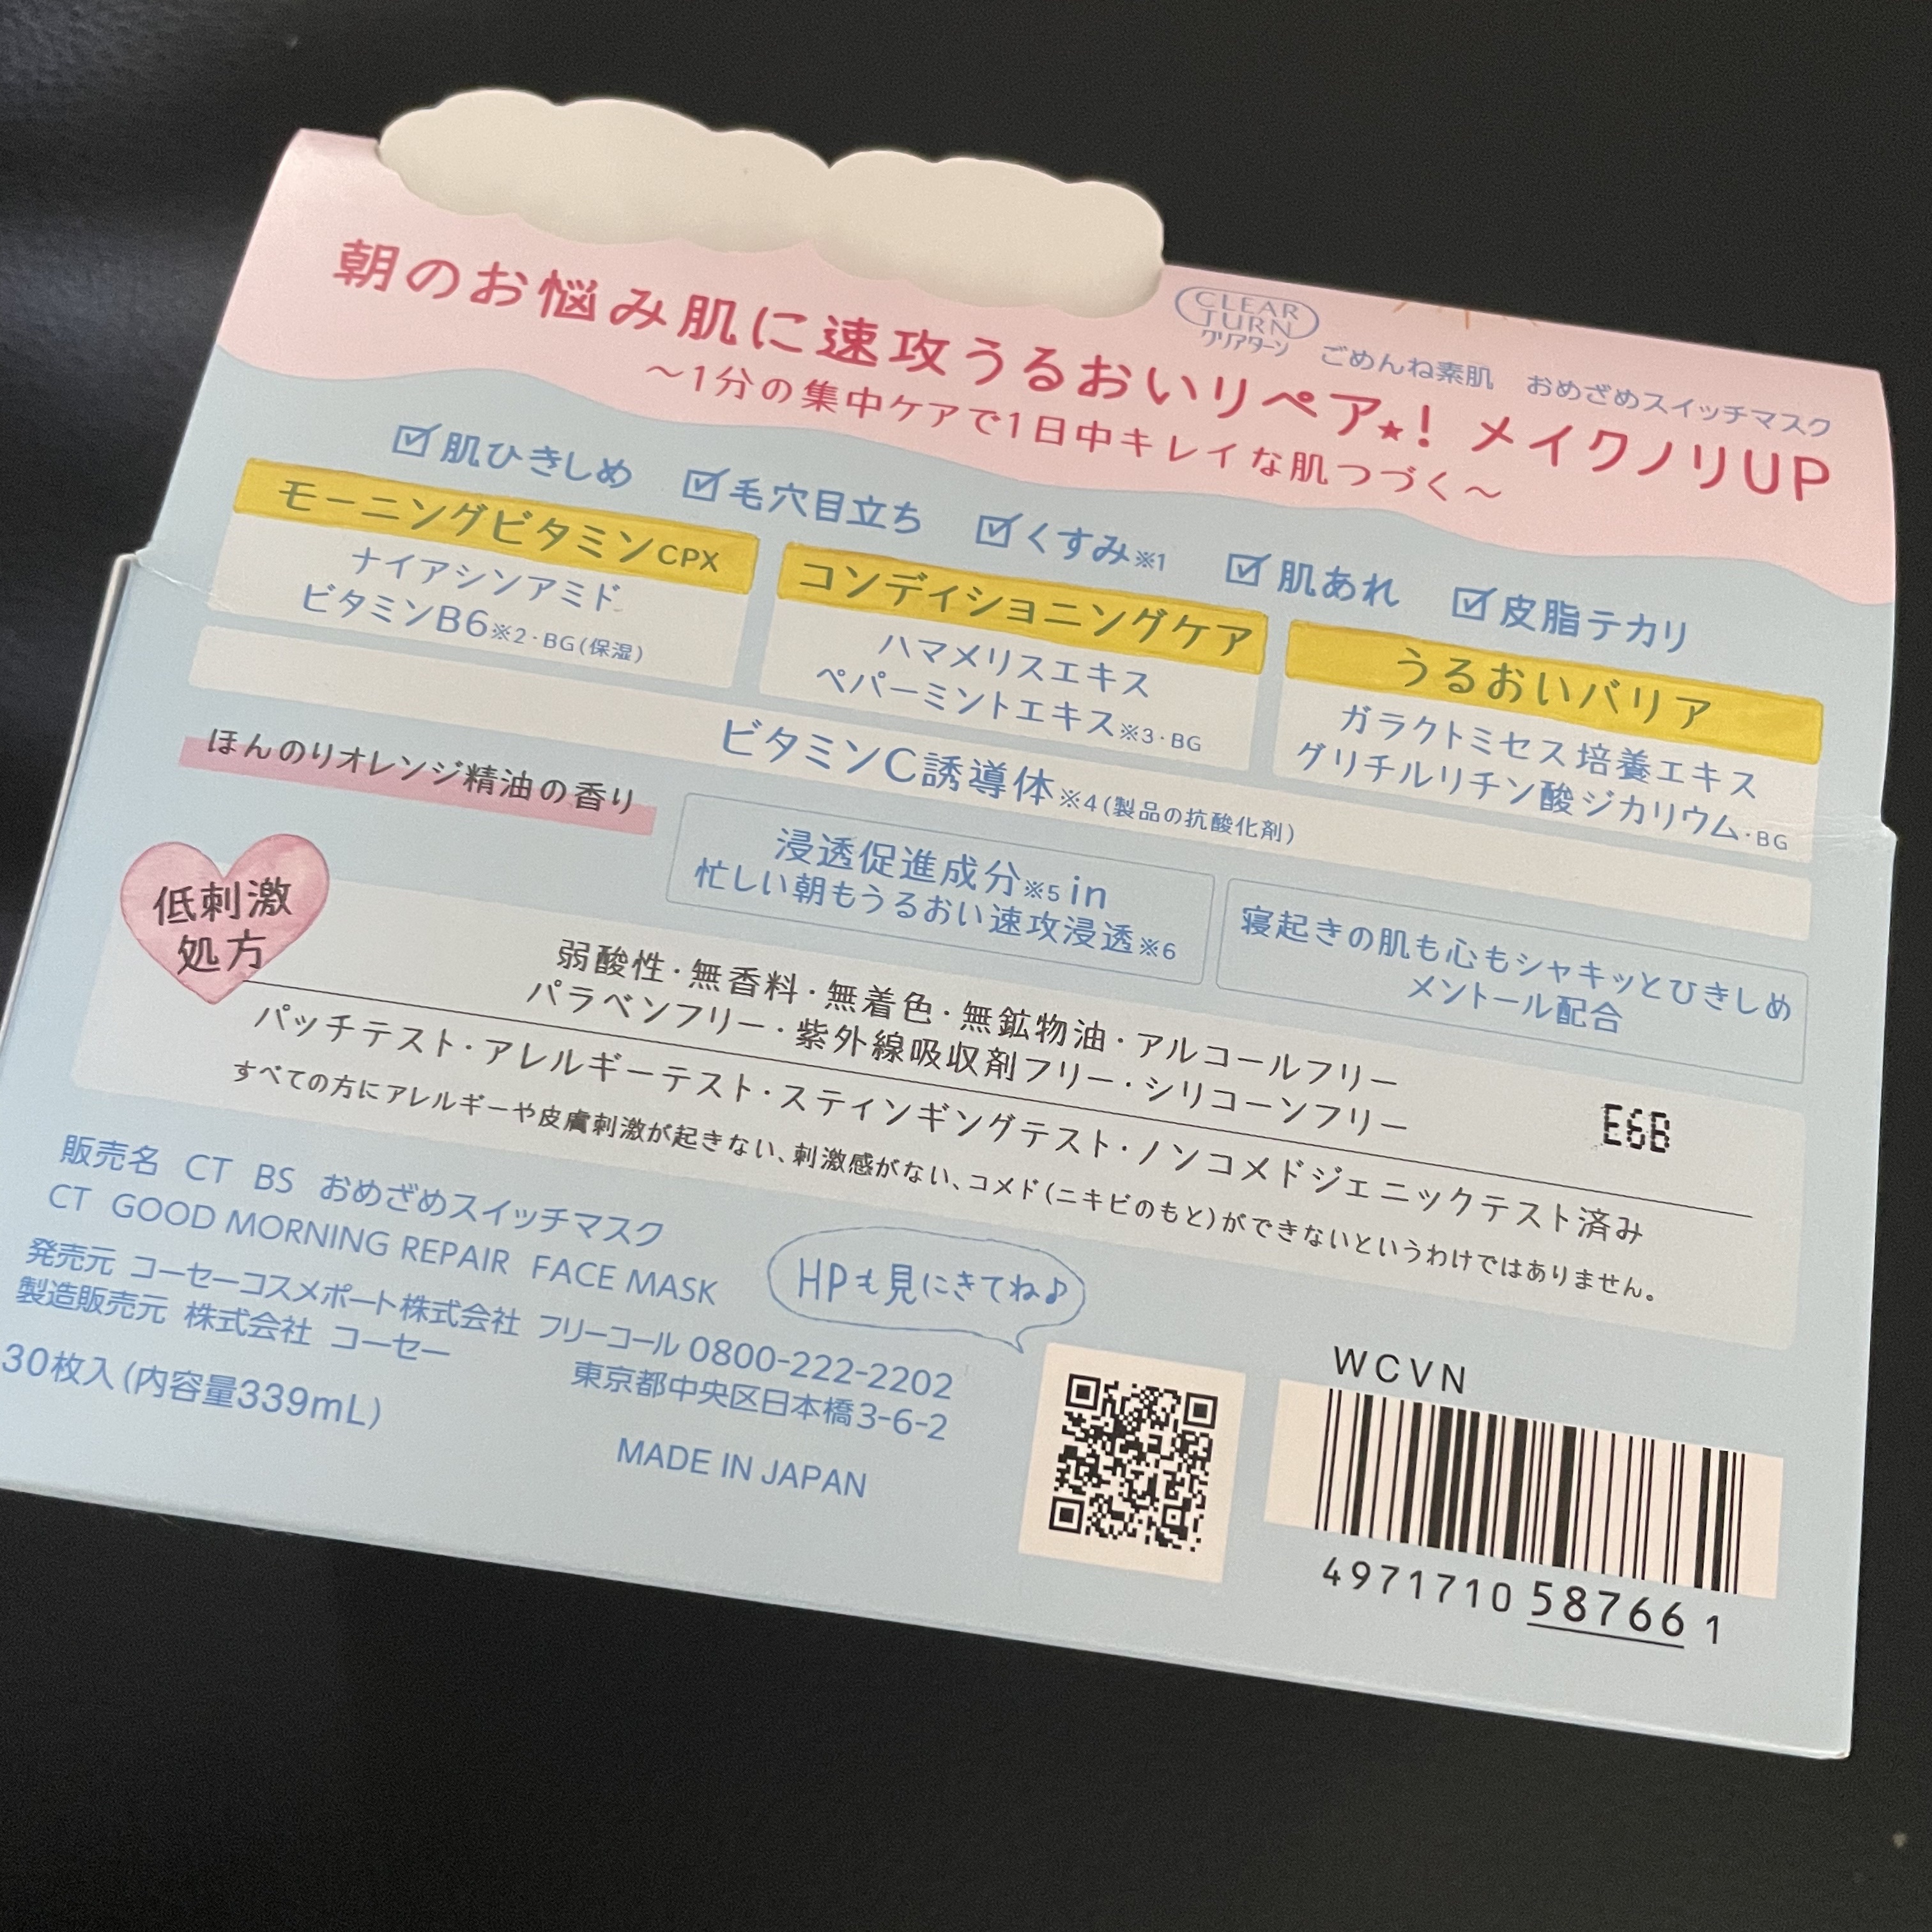 CLEAR
TURN
クリアターン
ごめんね素肌 おめざめスイッチマスク
朝のお悩み肌に速攻うるおいリペア★! メイクノリUP
〜1分の集中ケアで1日中キレイな肌つづく〜
☑肌ひきしめ ☑毛穴目立ち ☑くすみ※1 ☑肌あれ ☑皮脂テカリ
モーニングビタミンCPX
ナイアシンアミド
ビタミンB6※2・BG(保湿)
コンディショニングケア
ハマメリスエキス
ペパーミントエキス※3・BG
うるおいバリア
ガラクトミセス培養エキス
グリチルリチン酸ジカリウム・BG
ビタミンC誘導体※4(製品の抗酸化剤)
ほんのりオレンジ精油の香り
浸透促進成分※5 in
忙しい朝もうるおい速攻浸透※6
寝起きの肌も心もシャキッとひきしめ
メントール配合
低刺激
処方
弱酸性・無香料・無着色・無鉱物油・アルコールフリー
パラベンフリー・紫外線吸収剤フリー・シリコーンフリー
パッチテスト・アレルギーテスト・スティンギングテスト・ノンコメドジェニックテスト済み
すべての方にアレルギーや皮膚刺激が起きない、刺激感がない、コメド(ニキビのもと)ができないというわけではありません。
E6B
販売名 CT BS おめざめスイッチマスク
CT GOOD MORNING REPAIR FACE MASK
発売元 コーセーコスメポート株式会社 フリーコール 0800-222-2202
製造販売元 株式会社 コーセー 東京都中央区日本橋3-6-2
30枚入(内容量339mL)
MADE IN JAPAN
HPも見にきてね♪
WCVN
4971710 58766 1